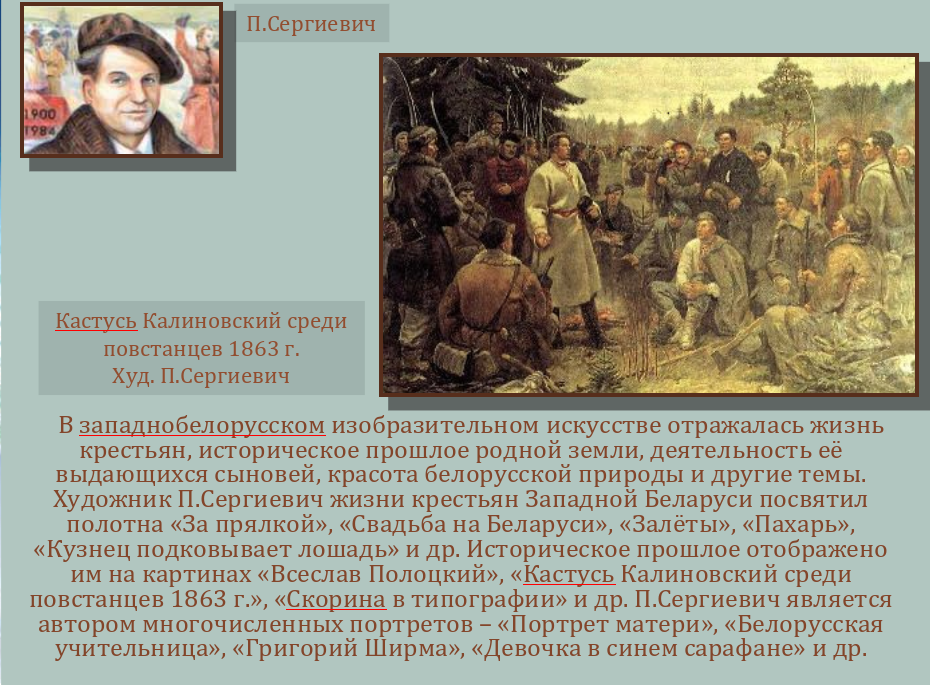 П.Сергиевич
1900
1984
Кастусь Калиновский среди
повстанцев 1863 г.
Худ. П.Сергиевич
В западнобелорусском изобразительном искусстве отражалась жизнь
крестьян, историческое прошлое родной земли, деятельность её
выдающихся сыновей, красота белорусской природы и другие темы.
Художник П.Сергиевич жизни крестьян Западной Беларуси посвятил
полотна «За прялкой», «Свадьба на Беларуси», «Залёты», «Пахарь»,
«Кузнец подковывает лошадь» и др. Историческое прошлое отображено
им на картинах «Всеслав Полоцкий», «Кастусь Калиновский среди
повстанцев 1863 г.», «Скорина в типографии» и др. П.Сергиевич является
автором многочисленных портретов – «Портрет матери», «Белорусская
учительница», «Григорий Ширма», «Девочка в синем сарафане» и др.